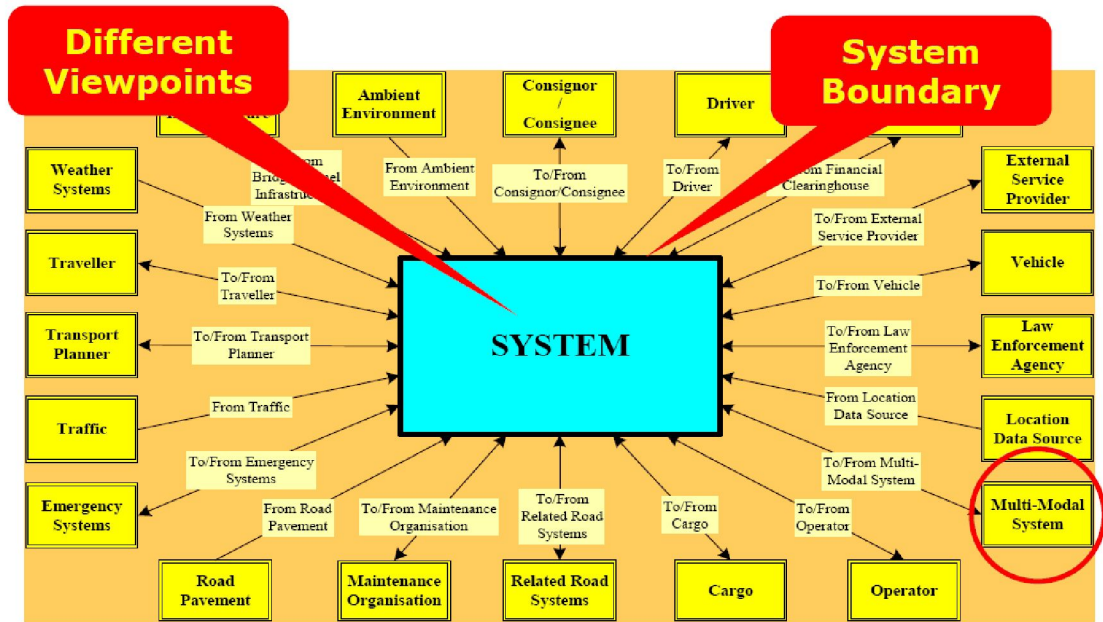 Different
Viewpoints
System
Boundary
Ambient
Environment
Consignor
/
Consignee
Driver
Weather
Systems
From Ambient
Environment
To/From
Consignor/Consignee
To/From
Driver
Financial
Clearinghouse
External
Service
Provider
Infrastruct
From Weather
Systems
To/From External
Service Provider
Traveller
To/From
Traveller
To/From Vehicle
Vehicle
Transport
Planner
To/From Transport
Planner
SYSTEM
To/From Law
Enforcement
Agency
Law
Enforcement
Agency
Traffic
From Traffic
From Location
Data Source
Location
Data Source
Emergency
Systems
To/From Emergency
Systems
To/From Multi-
Modal System
Multi-Modal
System
From Road
Pavement
To/From Maintenance
Organisation
To/From
Related Road
Systems
To/From
Cargo
To/From
Operator
Road
Pavement
Maintenance
Organisation
Related Road
Systems
Cargo
Operator